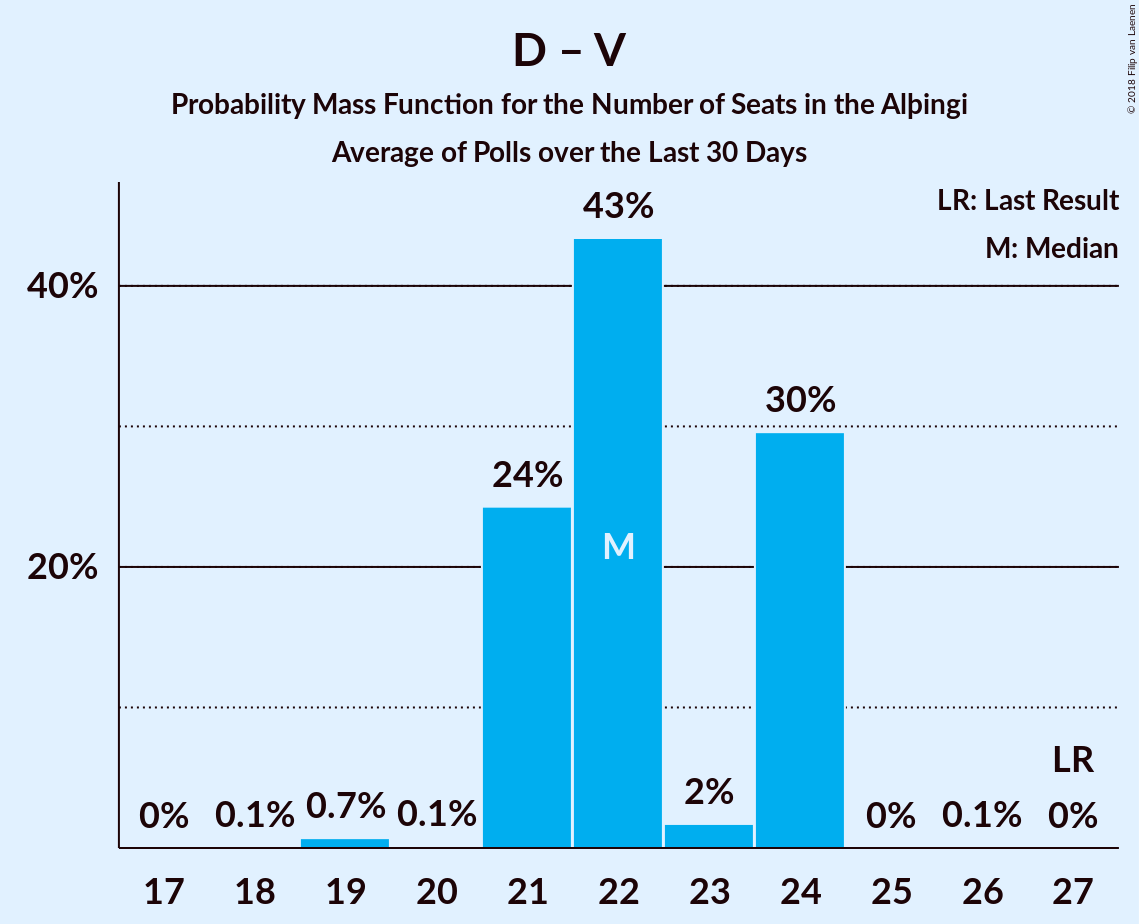 D – V
Probability Mass Function for the Number of Seats in the Alþingi
Average of Polls over the Last 30 Days
© 2018 Filip van Laenen
LR: Last Result
M: Median
43%
40%
30%
24%
M
20%
LR
2%
0%
0.1%
0.7%
0.1%
0%
0.1%
0%
17 18 19 20 21 22 23 24 25 26 27